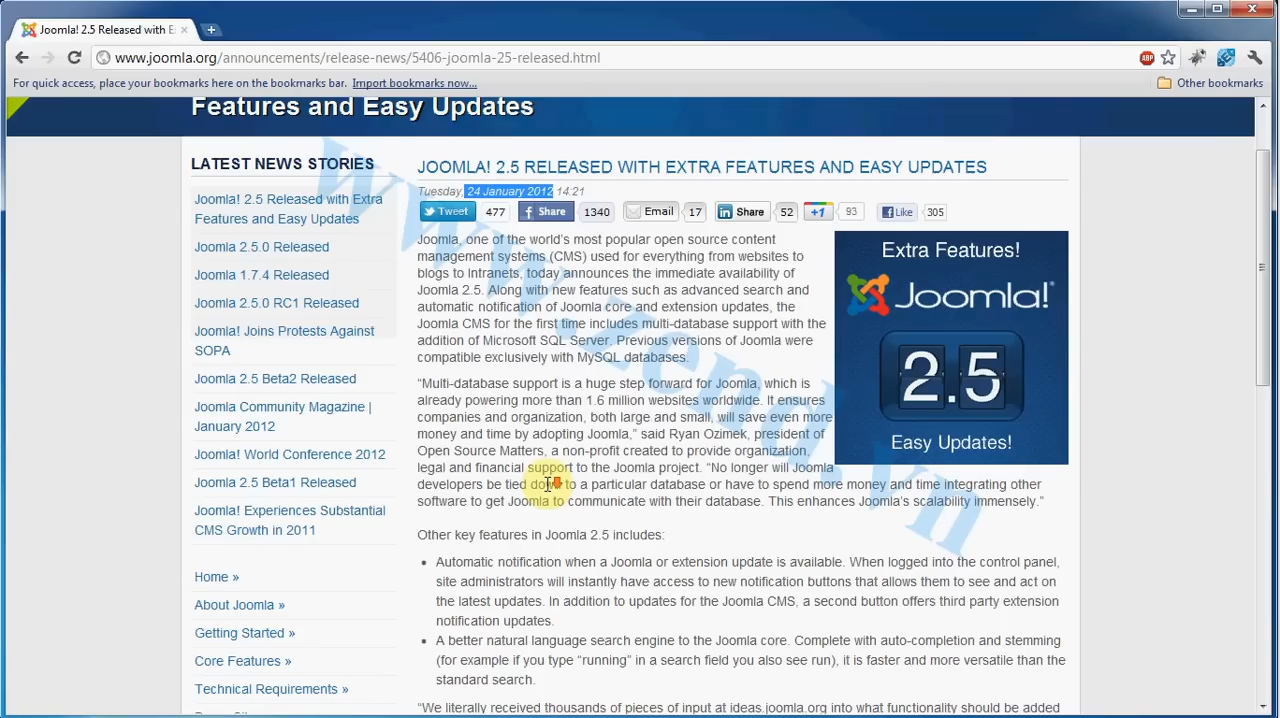 Joomla! 2.5 Released with E
www.joomla.org/announcements/release-news/5406-joomla-25-released.html
ABP
For quick access, place your bookmarks here on the bookmarks bar. Import bookmarks now...
Other bookmarks
Features and Easy Updates
LATEST NEWS STORIES
Joomla! 2.5 Released with Extra
Features and Easy Updates
Joomla 2.5.0 Released
Joomla 1.7.4 Released
Joomla 2.5.0 RC1 Released
Joomla! Joins Protests Against
SOPA
Joomla 2.5 Beta2 Released
Joomla Community Magazine |
January 2012
Joomla! World Conference 2012
Joomla 2.5 Beta1 Released
Joomla! Experiences Substantial
CMS Growth in 2011
Home »
About Joomla »
Getting Started »
Core Features »
Technical Requirements »
JOOMLA! 2.5 RELEASED WITH EXTRA FEATURES AND EASY UPDATES
Tuesday, 24 January 2012 14:21
Tweet 477 Share 1340 Email 17 Share 52 +1 93 Like 305
Joomla, one of the world's most popular open source content
management systems (CMS) used for everything from websites to
blogs to Intranets, today announces the immediate availability of
Joomla 2.5. Along with new features such as advanced search and
automatic notification of Joomla core and extension updates, the
Joomla CMS for the first time includes multi-database support with the
addition of Microsoft SQL Server. Previous versions of Joomla were
compatible exclusively with MySQL databases.
Extra Features!
Joomla!®
2.5
Easy Updates!
“Multi-database support is a huge step forward for Joomla, which is
already powering more than 1.6 million websites worldwide. It ensures
companies and organization, both large and small, will save even more
money and time by adopting Joomla,” said Ryan Ozimek, president of
Open Source Matters, a non-profit created to provide organization,
legal and financial support to the Joomla project. “No longer will Joomla
developers be tied down to a particular database or have to spend more money and time integrating other
software to get Joomla to communicate with their database. This enhances Joomla's scalability immensely.”
Other key features in Joomla 2.5 includes:
• Automatic notification when a Joomla or extension update is available. When logged into the control panel,
site administrators will instantly have access to new notification buttons that allows them to see and act on
the latest updates. In addition to updates for the Joomla CMS, a second button offers third party extension
notification updates.
• A better natural language search engine to the Joomla core. Complete with auto-completion and stemming
(for example if you type “running” in a search field you also see run), it is faster and more versatile than the
standard search.
“We literally received thousands of pieces of input at ideas.joomla.org into what functionality should be added
www.zend.vn